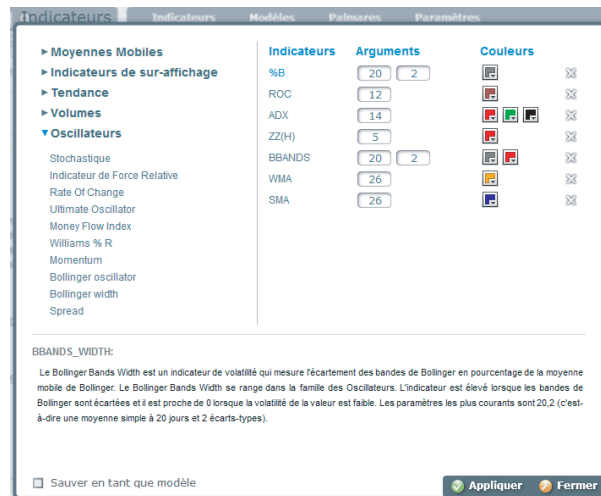 Indicateurs Indicateurs Modèles Palmares Paramètres
Moyennes Mobiles
Indicateurs de sur-affichage
Tendance
Volumes
Oscillateurs
Stochastique
Indicateur de Force Relative
Rate Of Change
Ultimate Oscillator
Money Flow Index
Williams % R
Momentum
Bollinger oscillator
Bollinger width
Spread
Indicateurs Arguments Couleurs
%B 20 2
ROC 12
ADX 14
ZZ(H) 5
BBANDS 20 2
WMA 26
SMA 26
BBANDS_WIDTH:
Le Bollinger Bands Width est un indicateur de volatilité qui mesure l'écartement des bandes de Bollinger en pourcentage de la moyenne
mobile de Bollinger. Le Bollinger Bands Width se range dans la famille des Oscillateurs. L'indicateur est élevé lorsque les bandes de
Bollinger sont écartées et il est proche de 0 lorsque la volatilité de la valeur est faible. Les paramètres les plus courants sont 20,2 (c'est-
à-dire une moyenne simple à 20 jours et 2 écarts-types).
Sauver en tant que modèle
Appliquer Fermer